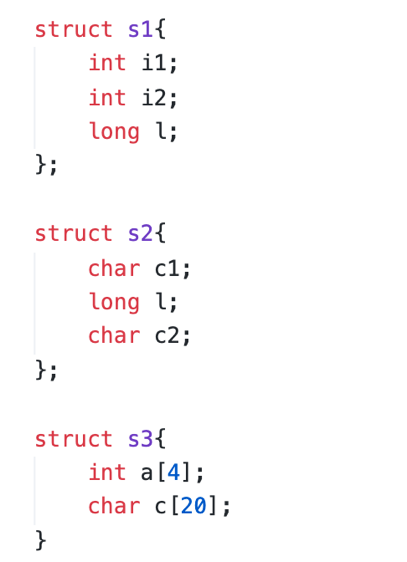 struct s1{
    int i1;
    int i2;
    long l;
};

struct s2{
    char c1;
    long l;
    char c2;
};

struct s3{
    int a[4];
    char c[20];
}